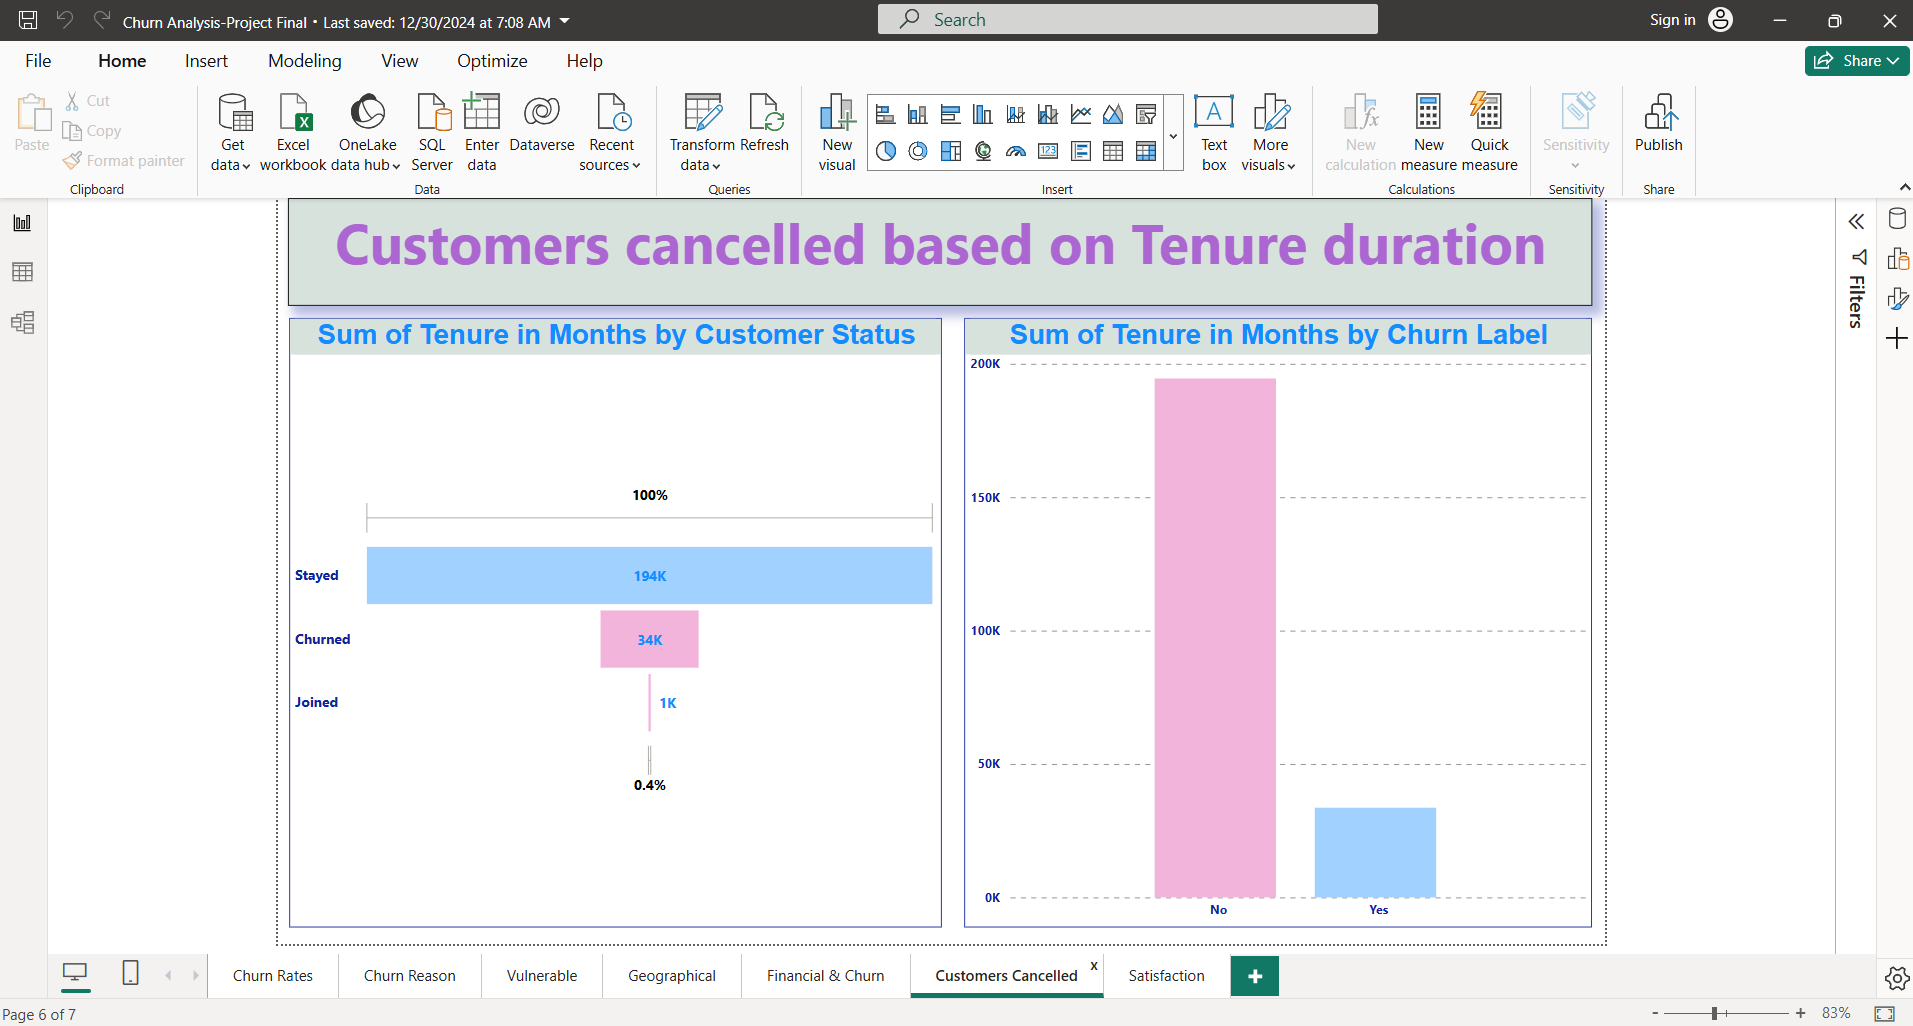 Churn Analysis-Project Final • Last saved: 12/30/2024 at 7:08 AM
Search
Sign in
File Home Insert Modeling View Optimize Help
Share
Paste
Cut
Copy
Format painter
Clipboard
Get data
Excel workbook
OneLake data hub
SQL Server
Enter data
Dataverse
Recent sources
Data
Transform data
Refresh
Queries
New visual
Text box
More visuals
Insert
New calculation
New measure
Quick measure
Calculations
Sensitivity
Sensitivity
Publish
Share
Customers cancelled based on Tenure duration
Sum of Tenure in Months by Customer Status
100%
Stayed 194K
Churned 34K
Joined 1K
0.4%
Sum of Tenure in Months by Churn Label
200K
150K
100K
50K
0K
No Yes
Filters
Churn Rates Churn Reason Vulnerable Geographical Financial & Churn Customers Cancelled x Satisfaction +
Page 6 of 7
- + 83%